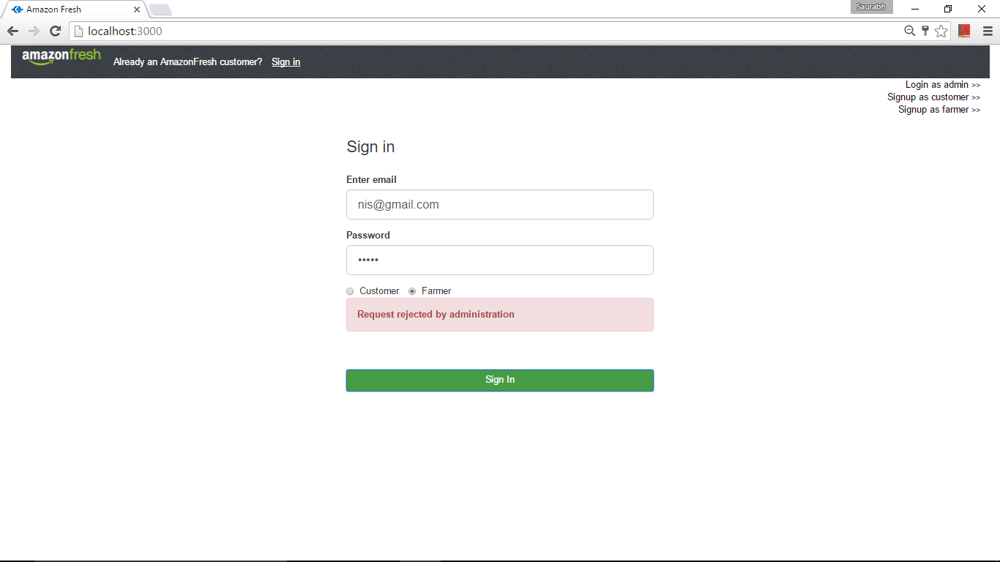 Amazon Fresh
Saurabh
localhost:3000
amazonfresh Already an AmazonFresh customer? Sign in
Login as admin >>
Signup as customer >>
Signup as farmer >>
Sign in
Enter email
nis@gmail.com
Password
•••••
Customer Farmer
Request rejected by administration
Sign In